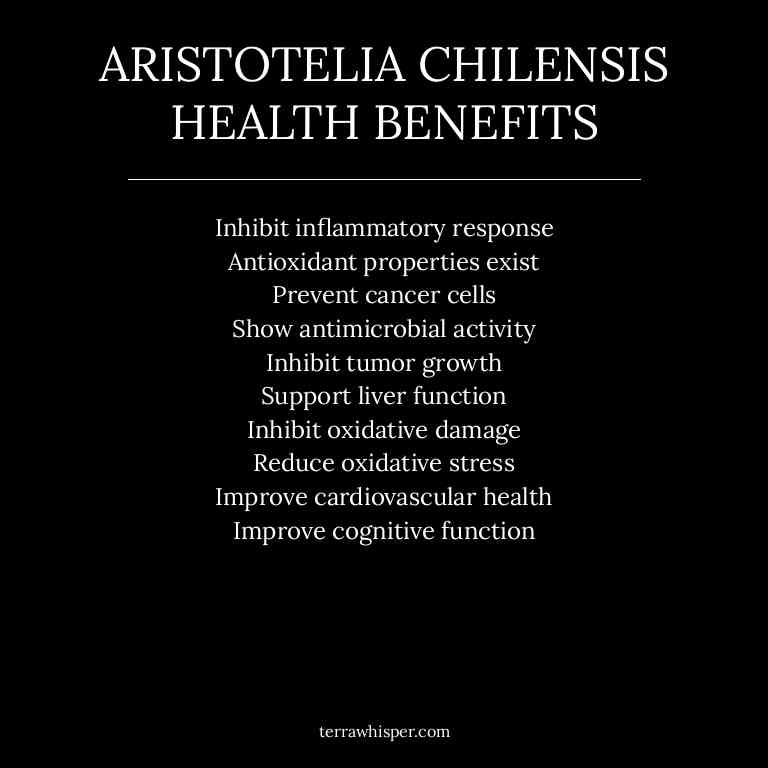 ARISTOTELIA CHILENSIS
HEALTH BENEFITS
Inhibit inflammatory response
Antioxidant properties exist
Prevent cancer cells
Show antimicrobial activity
Inhibit tumor growth
Support liver function
Inhibit oxidative damage
Reduce oxidative stress
Improve cardiovascular health
Improve cognitive function
terrawhisper.com